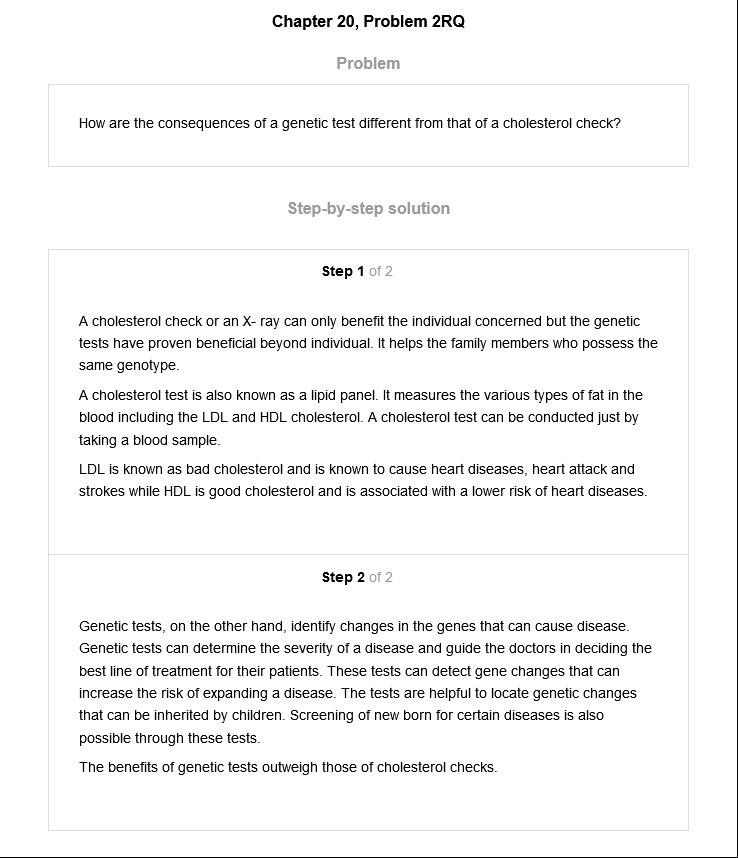 Chapter 20, Problem 2RQ
Problem
How are the consequences of a genetic test different from that of a cholesterol check?
Step-by-step solution
Step 1 of 2
A cholesterol check or an X- ray can only benefit the individual concerned but the genetic
tests have proven beneficial beyond individual. It helps the family members who possess the
same genotype.
A cholesterol test is also known as a lipid panel. It measures the various types of fat in the
blood including the LDL and HDL cholesterol. A cholesterol test can be conducted just by
taking a blood sample.
LDL is known as bad cholesterol and is known to cause heart diseases, heart attack and
strokes while HDL is good cholesterol and is associated with a lower risk of heart diseases.
Step 2 of 2
Genetic tests, on the other hand, identify changes in the genes that can cause disease.
Genetic tests can determine the severity of a disease and guide the doctors in deciding the
best line of treatment for their patients. These tests can detect gene changes that can
increase the risk of expanding a disease. The tests are helpful to locate genetic changes
that can be inherited by children. Screening of new born for certain diseases is also
possible through these tests.
The benefits of genetic tests outweigh those of cholesterol checks.